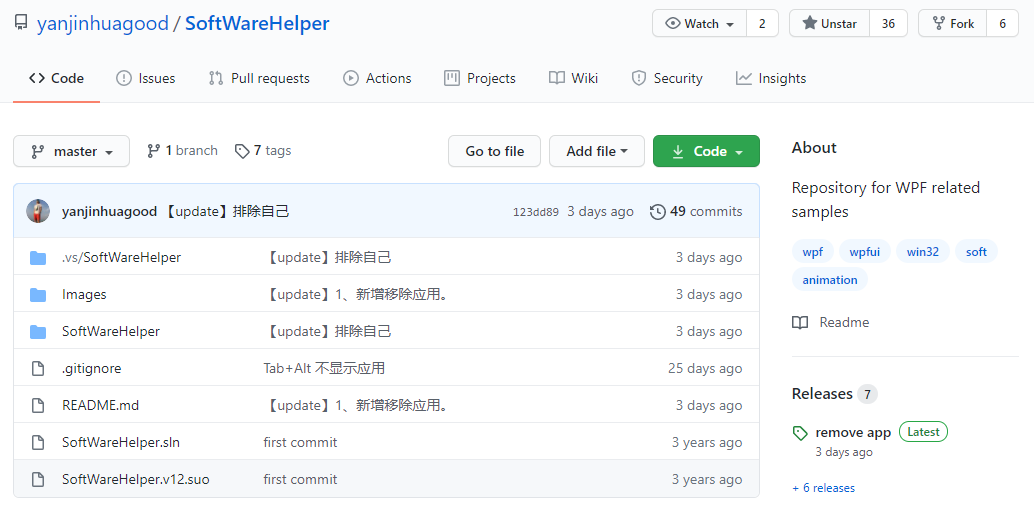 yanjinhuagood / SoftWareHelper
Watch 2
Unstar 36
Fork 6
Code
Issues
Pull requests
Actions
Projects
Wiki
Security
Insights
master
1 branch
7 tags
Go to file
Add file
Code
yanjinhuagood 【update】排除自己 123dd89 3 days ago 49 commits
.vs/SoftWareHelper 【update】排除自己 3 days ago
Images 【update】1、新增移除应用。 3 days ago
SoftWareHelper 【update】排除自己 3 days ago
.gitignore Tab+Alt 不显示应用 25 days ago
README.md 【update】1、新增移除应用。 3 days ago
SoftWareHelper.sln first commit 3 years ago
SoftWareHelper.v12.suo first commit 3 years ago
About
Repository for WPF related
samples
wpf wpfui win32 soft
animation
Readme
Releases 7
remove app Latest
3 days ago
+ 6 releases